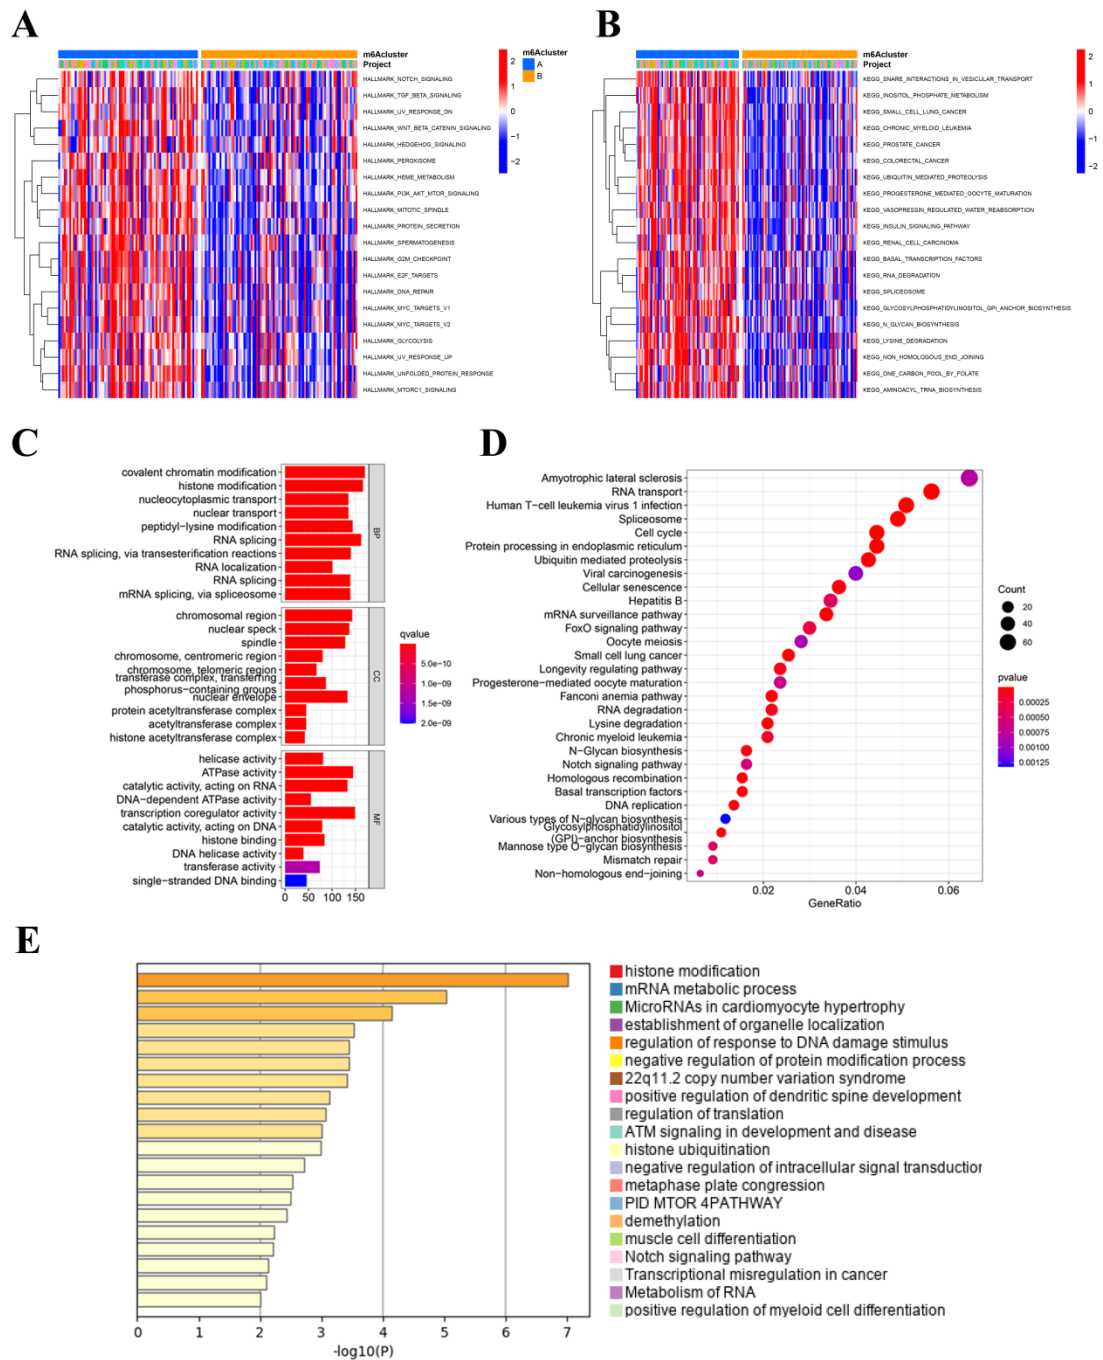 A
m6Acluster
Project
HALLMARK_NOTCH_SIGNALING
HALLMARK_TGF_BETA_SIGNALING
HALLMARK_UV_RESPONSE_DN
HALLMARK_WNT_BETA_CATENIN_SIGNALING
HALLMARK_HEDGEHOG_SIGNALING
HALLMARK_PEROXISOME
HALLMARK_HEME_METABOLISM
HALLMARK_PI3K_AKT_MTOR_SIGNALING
HALLMARK_MITOTIC_SPINDLE
HALLMARK_PROTEIN_SECRETION
HALLMARK_SPERMATOGENESIS
HALLMARK_G2M_CHECKPOINT
HALLMARK_E2F_TARGETS
HALLMARK_DNA_REPAIR
HALLMARK_MYC_TARGETS_V1
HALLMARK_MYC_TARGETS_V2
HALLMARK_GLYCOLYSIS
HALLMARK_UV_RESPONSE_UP
HALLMARK_UNFOLDED_PROTEIN_RESPONSE
HALLMARK_MTORC1_SIGNALING
2
1
0
−1
−2
m6Acluster
A
B
B
m6Acluster
Project
KEGG_SNARE_INTERACTIONS_IN_VESICULAR_TRANSPORT
KEGG_INOSITOL_PHOSPHATE_METABOLISM
KEGG_SMALL_CELL_LUNG_CANCER
KEGG_CHRONIC_MYELOID_LEUKEMIA
KEGG_PROSTATE_CANCER
KEGG_COLORECTAL_CANCER
KEGG_UBIQUITIN_MEDIATED_PROTEOLYSIS
KEGG_PROGESTERONE_MEDIATED_OOCYTE_MATURATION
KEGG_VASOPRESSIN_REGULATED_WATER_REABSORPTION
KEGG_INSULIN_SIGNALING_PATHWAY
KEGG_RENAL_CELL_CARCINOMA
KEGG_BASAL_TRANSCRIPTION_FACTORS
KEGG_RNA_DEGRADATION
KEGG_SPLICEOSOME
KEGG_GLYCOSYLPHOSPHATIDYLINOSITOL_GPI_ANCHOR_BIOSYNTHESIS
KEGG_N_GLYCAN_BIOSYNTHESIS
KEGG_LYSINE_DEGRADATION
KEGG_NON_HOMOLOGOUS_END_JOINING
KEGG_ONE_CARBON_POOL_BY_FOLATE
KEGG_AMINOACYL_TRNA_BIOSYNTHESIS
2
1
0
−1
−2
C
covalent chromatin modification
histone modification
nucleocytoplasmic transport
nuclear transport
peptidyl−lysine modification
RNA splicing
RNA splicing, via transesterification reactions
RNA localization
RNA splicing
mRNA splicing, via spliceosome
BP
chromosomal region
nuclear speck
spindle
chromosome, centromeric region
chromosome, telomeric region
transferase complex, transferring
phosphorus−containing groups
nuclear envelope
protein acetyltransferase complex
acetyltransferase complex
histone acetyltransferase complex
CC
helicase activity
ATPase activity
catalytic activity, acting on RNA
DNA−dependent ATPase activity
transcription coregulator activity
catalytic activity, acting on DNA
histone binding
DNA helicase activity
transferase activity
single−stranded DNA binding
MF
0 50 100 150
qvalue
5.0e−10
1.0e−09
1.5e−09
2.0e−09
D
Amyotrophic lateral sclerosis
RNA transport
Human T−cell leukemia virus 1 infection
Spliceosome
Cell cycle
Protein processing in endoplasmic reticulum
Ubiquitin mediated proteolysis
Viral carcinogenesis
Cellular senescence
Hepatitis B
mRNA surveillance pathway
FoxO signaling pathway
Oocyte meiosis
Small cell lung cancer
Longevity regulating pathway
Progesterone−mediated oocyte maturation
Fanconi anemia pathway
RNA degradation
Lysine degradation
Chronic myeloid leukemia
N−Glycan biosynthesis
Notch signaling pathway
Homologous recombination
Basal transcription factors
DNA replication
Various types of N−glycan biosynthesis
Glycosylphosphatidylinositol
(GPI)−anchor biosynthesis
Mannose type O−glycan biosynthesis
Mismatch repair
Non−homologous end−joining
0.02 0.04 0.06
GeneRatio
Count
20
40
60
pvalue
0.00025
0.00050
0.00075
0.00100
0.00125
E
0 1 2 3 4 5 6 7
-log10(P)
histone modification
mRNA metabolic process
MicroRNAs in cardiomyocyte hypertrophy
establishment of organelle localization
regulation of response to DNA damage stimulus
negative regulation of protein modification process
22q11.2 copy number variation syndrome
positive regulation of dendritic spine development
regulation of translation
ATM signaling in development and disease
histone ubiquitination
negative regulation of intracellular signal transduction
metaphase plate congression
PID MTOR 4PATHWAY
demethylation
muscle cell differentiation
Notch signaling pathway
Transcriptional misregulation in cancer
Metabolism of RNA
positive regulation of myeloid cell differentiation